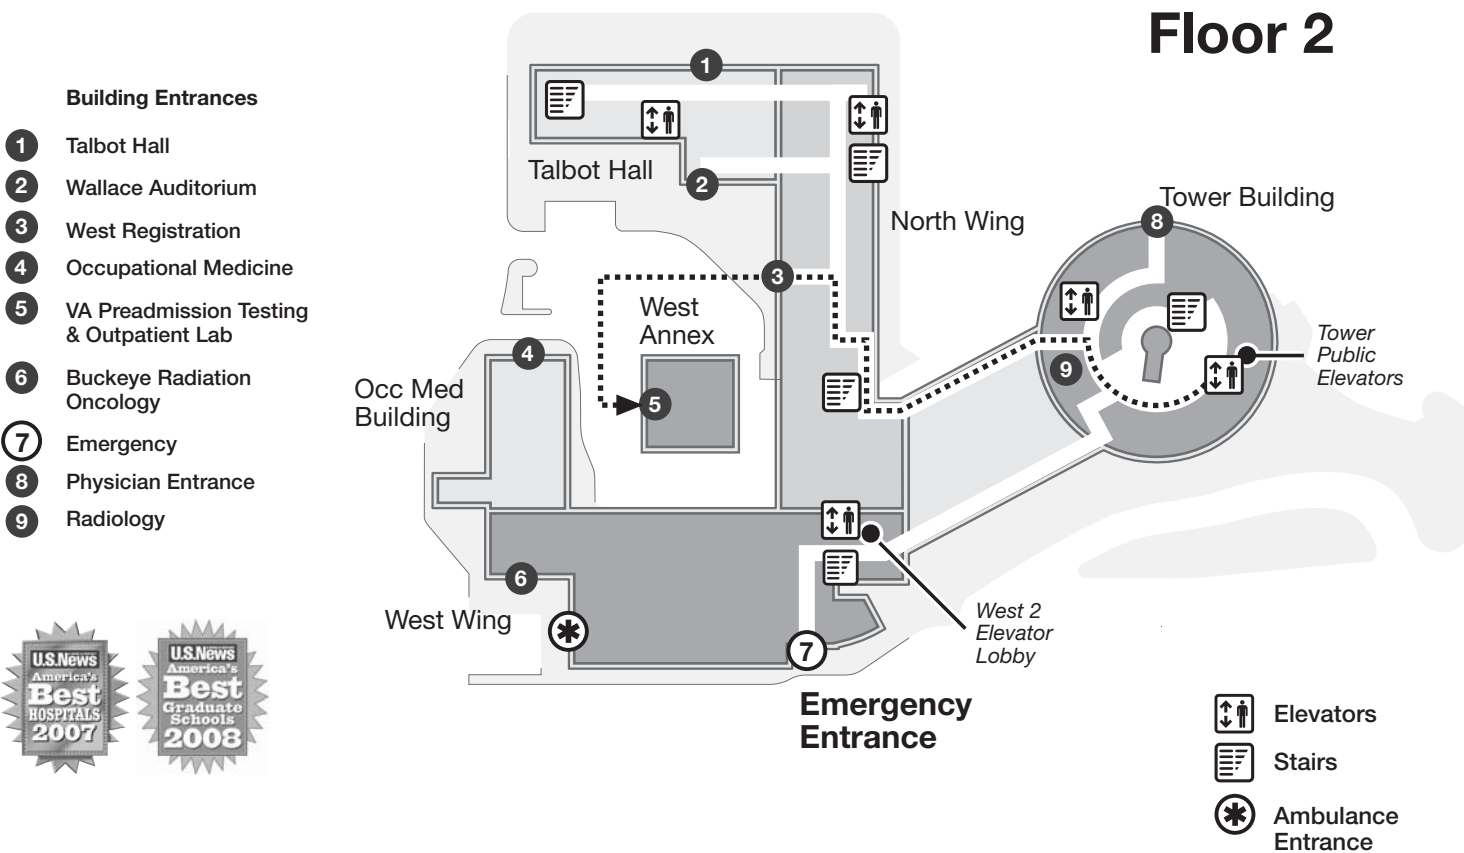 Floor 2
Building Entrances
1 Talbot Hall
2 Wallace Auditorium
3 West Registration
4 Occupational Medicine
5 VA Preadmission Testing
& Outpatient Lab
6 Buckeye Radiation
Oncology
7 Emergency
8 Physician Entrance
9 Radiology
1
Talbot Hall
2
North Wing
Tower Building
8
3
West
Annex
Tower
Public
Elevators
4
9
Occ Med
Building
5
6
West Wing
7
West 2
Elevator
Lobby
Emergency
Entrance
U.S.News
America's
Best
HOSPITALS
2007
U.S.News
America's
Best
Graduate
Schools
2008
Elevators
Stairs
Ambulance
Entrance